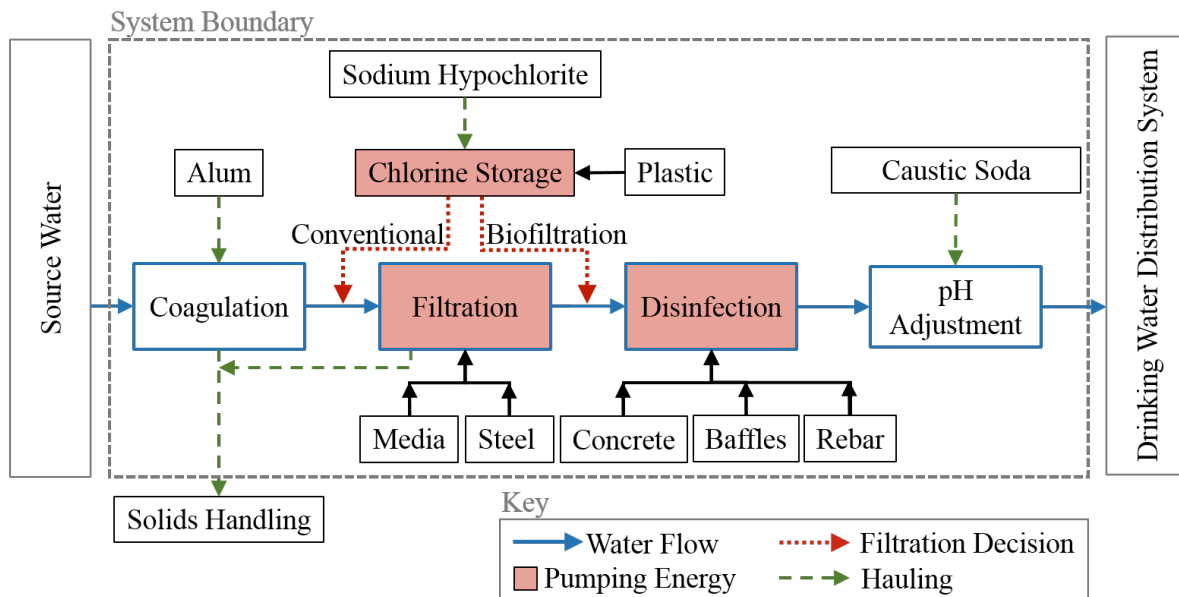 System Boundary
Source Water
Sodium Hypochlorite
Alum
Chlorine Storage
Plastic
Caustic Soda
Conventional
Biofiltration
Coagulation
Filtration
Disinfection
pH
Adjustment
Media
Steel
Concrete
Baffles
Rebar
Drinking Water Distribution System
Solids Handling
Key
Water Flow
Filtration Decision
Pumping Energy
Hauling